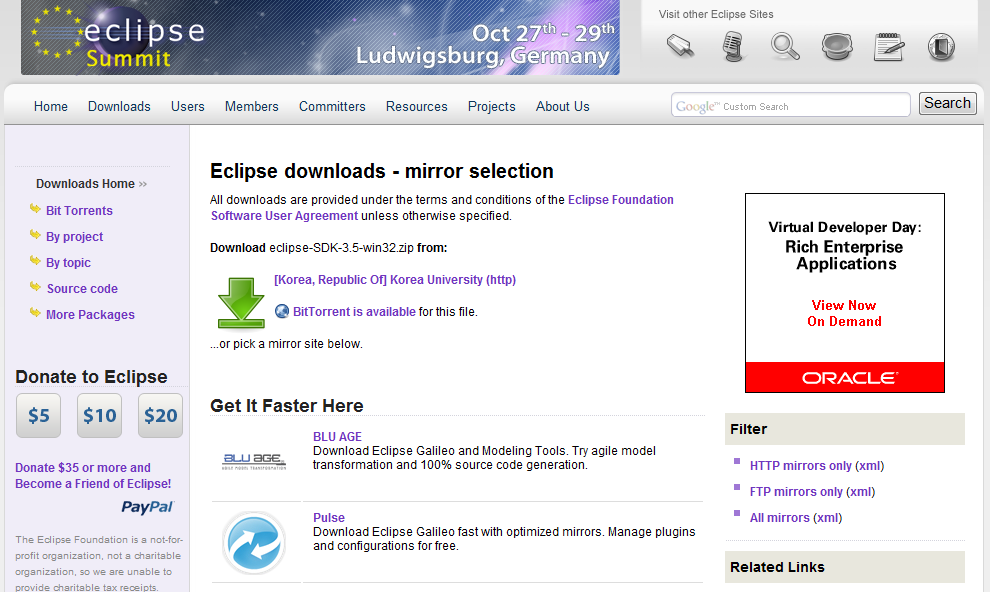 eclipse
Summit
Oct 27th - 29th
Ludwigsburg, Germany
Visit other Eclipse Sites
Home Downloads Users Members Committers Resources Projects About Us
Google™ Custom Search
Search
Downloads Home »
Bit Torrents
By project
By topic
Source code
More Packages
Donate to Eclipse
$5 $10 $20
Donate $35 or more and
Become a Friend of Eclipse!
PayPal
The Eclipse Foundation is a not-for-
profit organization, not a charitable
organization, so we are unable to
provide charitable tax receipts.
Eclipse downloads - mirror selection
All downloads are provided under the terms and conditions of the Eclipse Foundation
Software User Agreement unless otherwise specified.
Download eclipse-SDK-3.5-win32.zip from:
[Korea, Republic Of] Korea University (http)
BitTorrent is available for this file.
...or pick a mirror site below.
Get It Faster Here
BLU AGE
AGILE MODEL TRANSFORMATION
BLU AGE
Download Eclipse Galileo and Modeling Tools. Try agile model
transformation and 100% source code generation.
Pulse
Download Eclipse Galileo fast with optimized mirrors. Manage plugins
and configurations for free.
Virtual Developer Day:
Rich Enterprise
Applications
View Now
On Demand
ORACLE
Filter
HTTP mirrors only (xml)
FTP mirrors only (xml)
All mirrors (xml)
Related Links